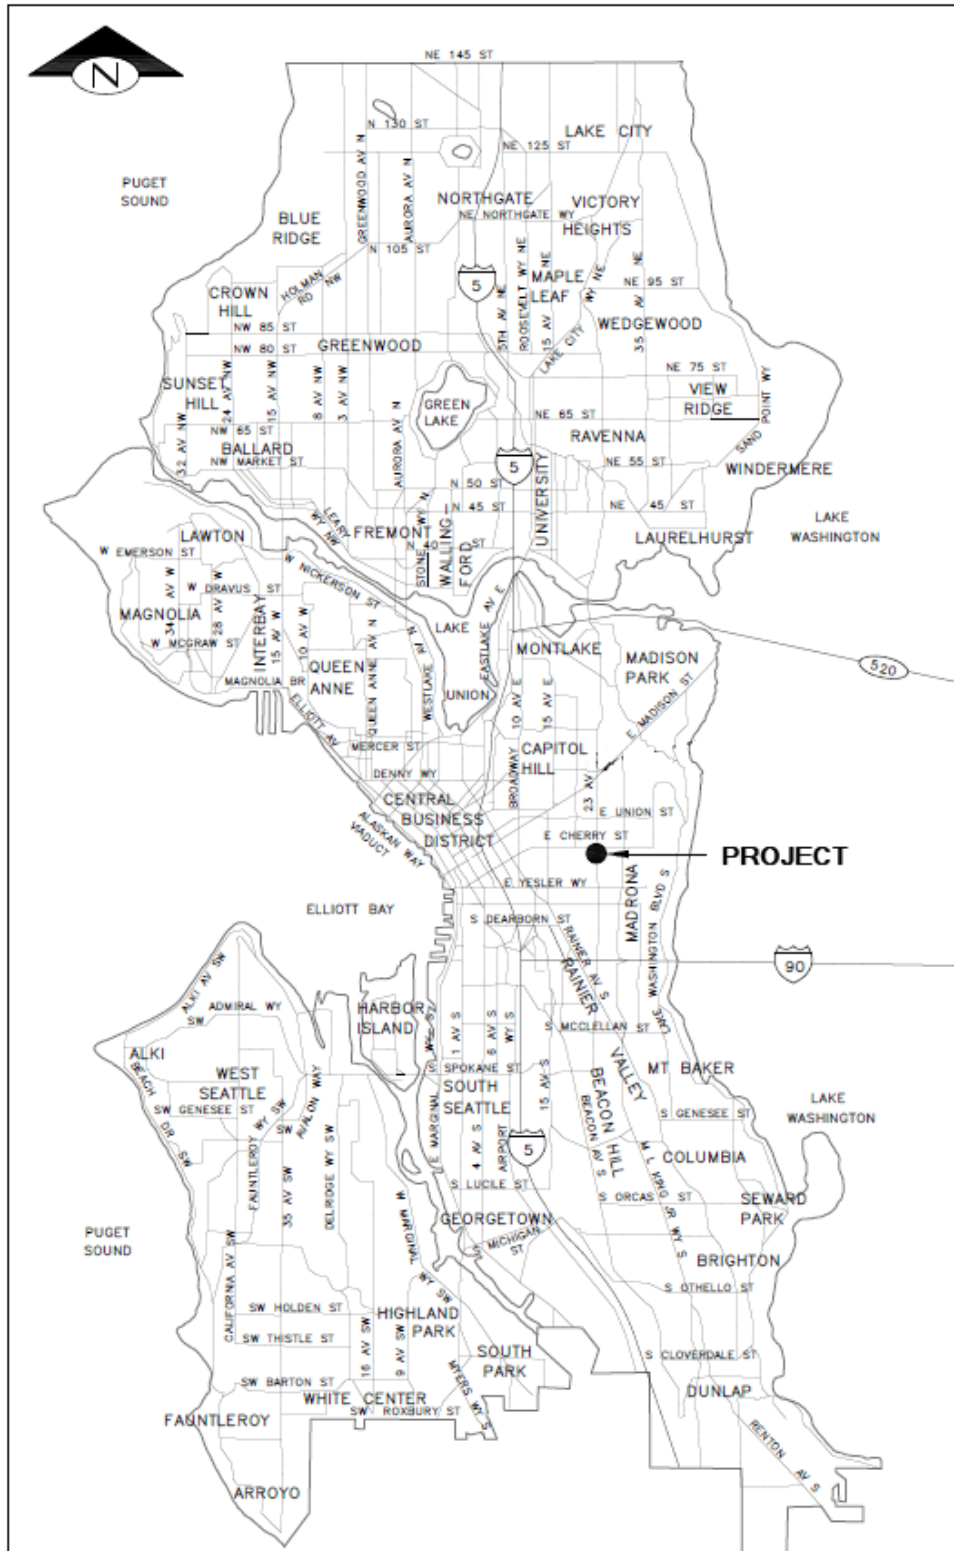 NE 145 ST
N
N 130 ST
LAKE CITY
NE 125 ST
PUGET
SOUND
GREENWOOD AV N
AURORA AV N
NORTHGATE
VICTORY
HEIGHTS
NE NORTHGATE WY
BLUE
RIDGE
N 105 ST
HOLMAN
RD NW
5
5TH AV NE
ROOSEVELT WY NE
15 AV NE
MAPLE
LEAF
LAKE CITY WY NE
35 AV NE
NE 95 ST
CROWN
HILL
WEDGEWOOD
NW 85 ST
NW 80 ST
GREENWOOD
NE 75 ST
SUNSET
HILL
32 AV NW
24 AV NW
15 AV NW
8 AV NW
3 AV NW
GREEN
LAKE
VIEW
RIDGE
SAND POINT WY
AURORA AV N
NE 65 ST
NW 65 ST
RAVENNA
BALLARD
NW MARKET ST
5
UNIVERSITY
NE 55 ST
WINDERMERE
N 50 ST
N 45 ST
NE 45 ST
LEARY
WY NW
FREMONT
STONE WY N
N 40 ST
WALLING-
FORD
LAURELHURST
LAKE
WASHINGTON
LAWTON
W EMERSON ST
34 AV W
W DRAVUS ST
28 AV W
W NICKERSON ST
MAGNOLIA
W MCGRAW ST
INTERBAY
15 AV W
10 AV W
MAGNOLIA BR
QUEEN
ANNE
QUEEN ANNE AV N
WESTLAKE AV N
LAKE
UNION
EASTLAKE AV E
MONTLAKE
MADISON
PARK
520
10 AV E
15 AV E
E MADISON ST
ELLIOTT AV
MERCER ST
DENNY WY
BROADWAY
CAPITOL
HILL
23 AV
CENTRAL
BUSINESS
DISTRICT
ALASKAN WAY
VIADUCT
E UNION ST
E CHERRY ST
PROJECT
E YESLER WY
MADRONA
LAKE WASHINGTON BLVD S
ELLIOTT BAY
S DEARBORN ST
RAINIER AV S
90
ALKI AV SW
ADMIRAL WY
SW
HARBOR
ISLAND
1 AV S
6 AV S
S MCCLELLAN ST
RAINIER VALLEY
ALKI
BEACH DR SW
WEST
SEATTLE
SW GENESEE ST
FAUNTLEROY WY SW
SW AVALON WAY
S SPOKANE ST
SOUTH
SEATTLE
E MARGINAL WY S
4 AV S
AIRPORT WY S
15 AV S
5
BEACON HILL
BEACON AV S
MT BAKER
S GENESEE ST
LAKE
WASHINGTON
COLUMBIA
M L KING JR WY S
35 AV SW
DELRIDGE WY SW
W MARGINAL WY SW
S LUCILE ST
S ORCAS ST
SEWARD
PARK
PUGET
SOUND
GEORGETOWN
S MICHIGAN
ST
CALIFORNIA AV SW
BRIGHTON
S OTHELLO ST
SW HOLDEN ST
HIGHLAND
PARK
SW THISTLE ST
16 AV SW
9 AV SW
SOUTH
PARK
MYERS WY S
S CLOVERDALE ST
SW BARTON ST
WHITE CENTER
SW ROXBURY ST
DUNLAP
FAUNTLEROY
RENTON AV S
ARROYO